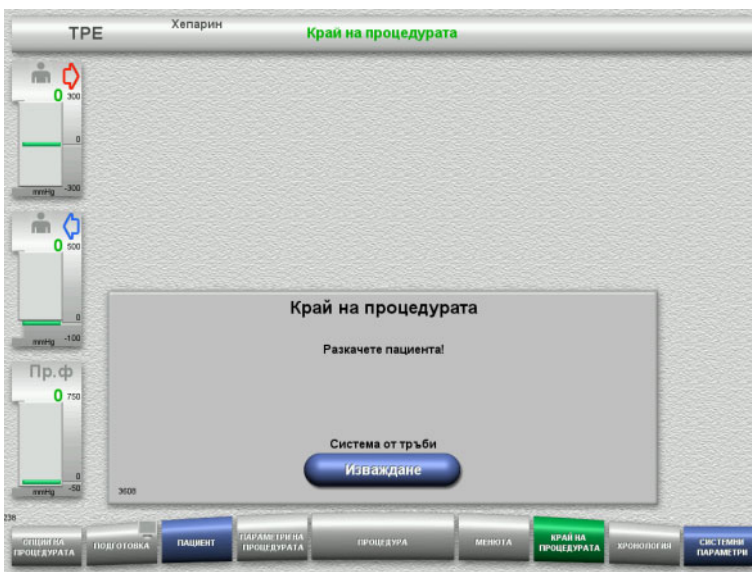 TPE
Хепарин
Край на процедурата
0
300
0
mmHg
-300
0
500
0
mmHg
-100
Пр.ф
0
750
0
mmHg
-50
Край на процедурата
Разкачете пациента!
Система от тръби
Изваждане
3608
238
ОПЦИИ НА
ПРОЦЕДУРАТА
ПОДГОТОВКА
ПАЦИЕНТ
ПАРАМЕТРИ НА
ПРОЦЕДУРАТА
ПРОЦЕДУРА
МЕНЮТА
КРАЙ НА
ПРОЦЕДУРАТА
ХРОНОЛОГИЯ
СИСТЕМНИ
ПАРАМЕТРИ